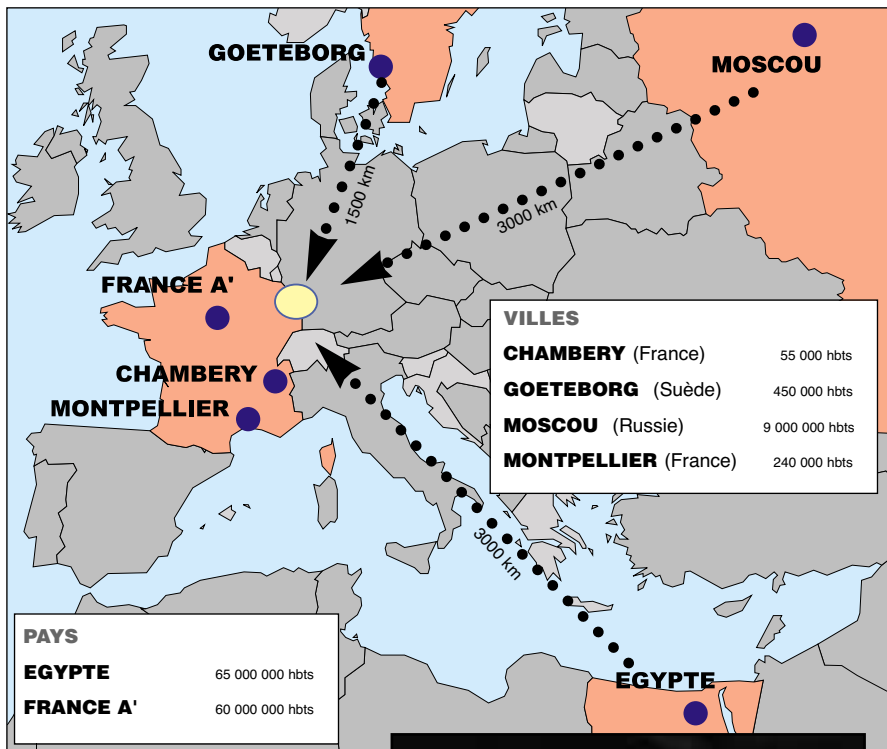 GOETEBORG
MOSCOU
1500 km
3000 km
FRANCE A'
CHAMBERY
MONTPELLIER
VILLES
CHAMBERY (France) 55 000 hbts
GOETEBORG (Suède) 450 000 hbts
MOSCOU (Russie) 9 000 000 hbts
MONTPELLIER (France) 240 000 hbts
3000 km
PAYS
EGYPTE 65 000 000 hbts
FRANCE A' 60 000 000 hbts
EGYPTE